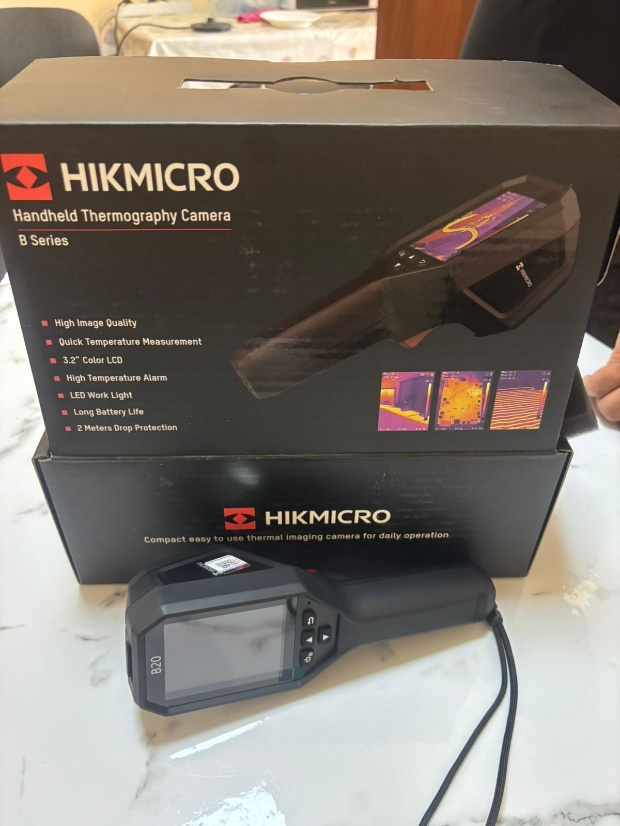 HIKMICRO
Handheld Thermography Camera
B Series
High Image Quality
Quick Temperature Measurement
3.2" Color LCD
High Temperature Alarm
LED Work Light
Long Battery Life
2 Meters Drop Protection
HIKMICRO
HIKMICRO
Compact easy to use thermal imaging camera for daily operation
B20